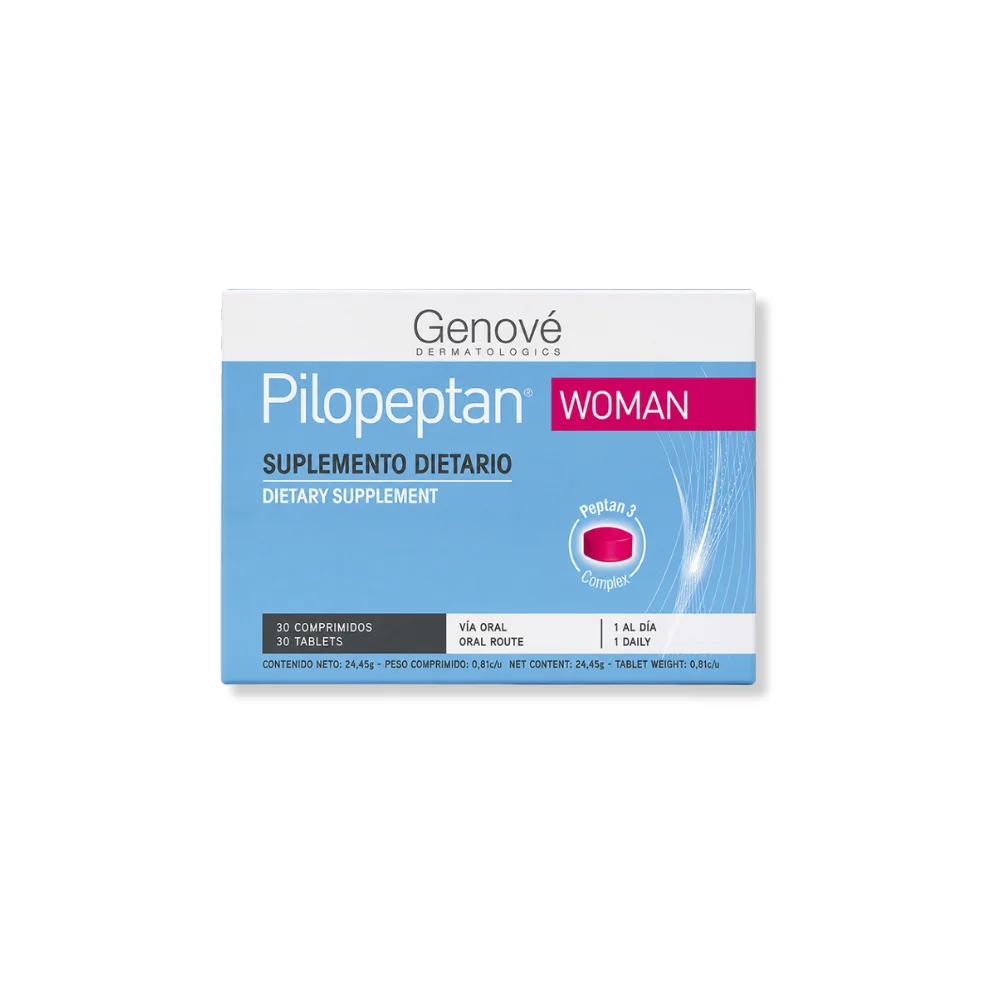 Genové
DERMATOLOGICS
Pilopeptan® WOMAN
SUPLEMENTO DIETARIO
DIETARY SUPPLEMENT
Peptan 3
Complex
30 COMPRIMIDOS VÍA ORAL 1 AL DÍA
30 TABLETS ORAL ROUTE 1 DAILY
CONTENIDO NETO: 24,45g - PESO COMPRIMIDO: 0,81c/u NET CONTENT: 24,45g - TABLET WEIGHT: 0,81c/u